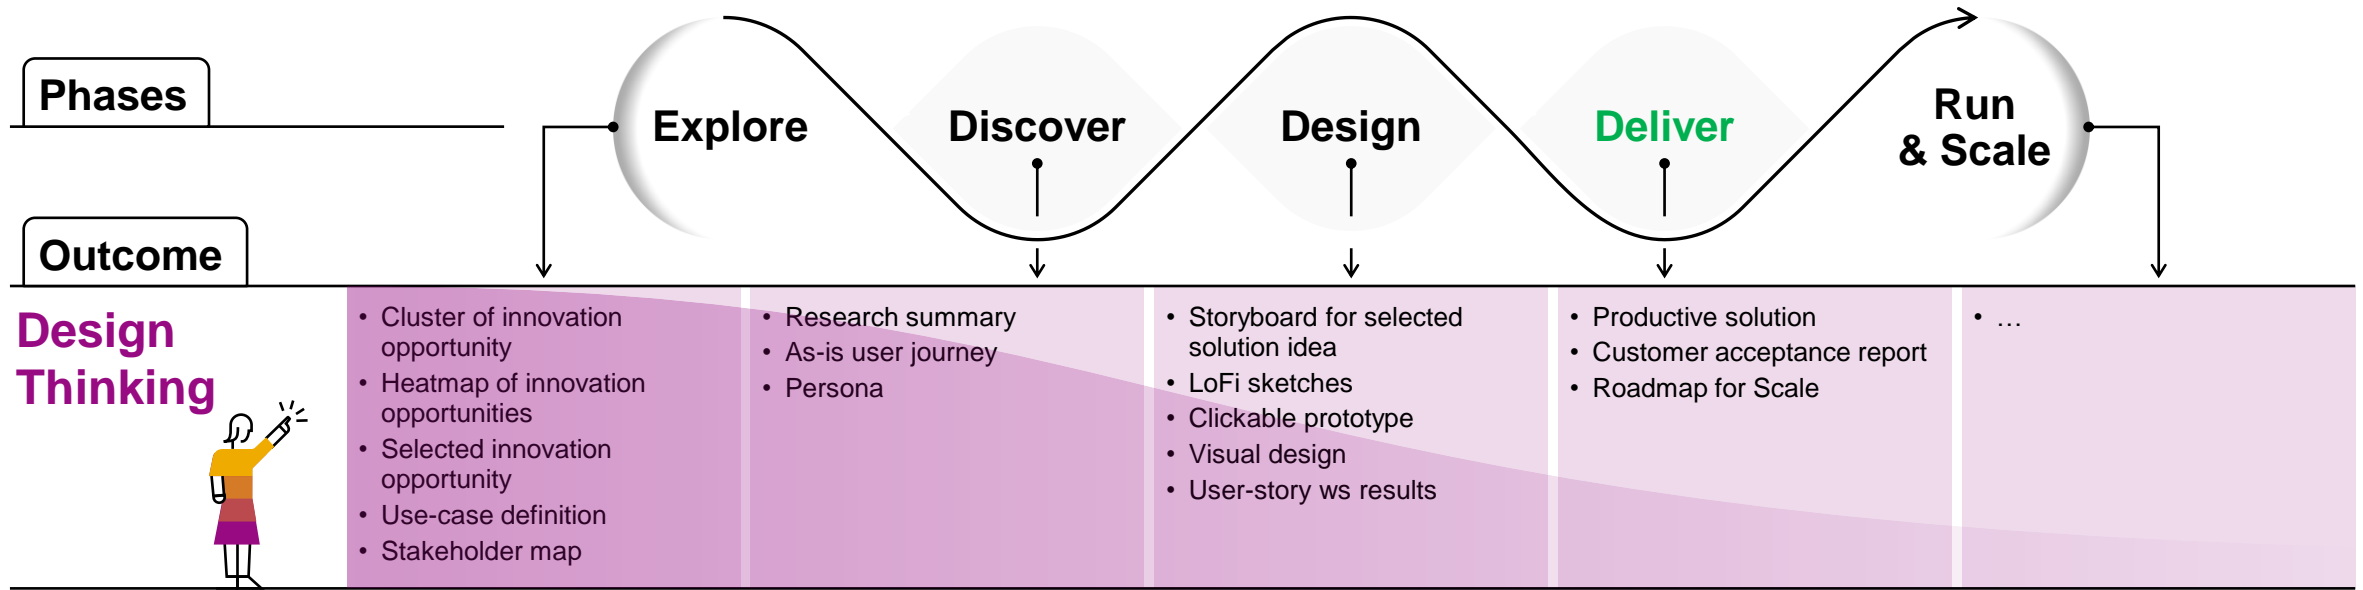 Phases
Explore
Discover
Design
Deliver
Run
& Scale
Outcome
Design
Thinking
• Cluster of innovation
opportunity
• Heatmap of innovation
opportunities
• Selected innovation
opportunity
• Use-case definition
• Stakeholder map
• Research summary
• As-is user journey
• Persona
• Storyboard for selected
solution idea
• LoFi sketches
• Clickable prototype
• Visual design
• User-story ws results
• Productive solution
• Customer acceptance report
• Roadmap for Scale
• …